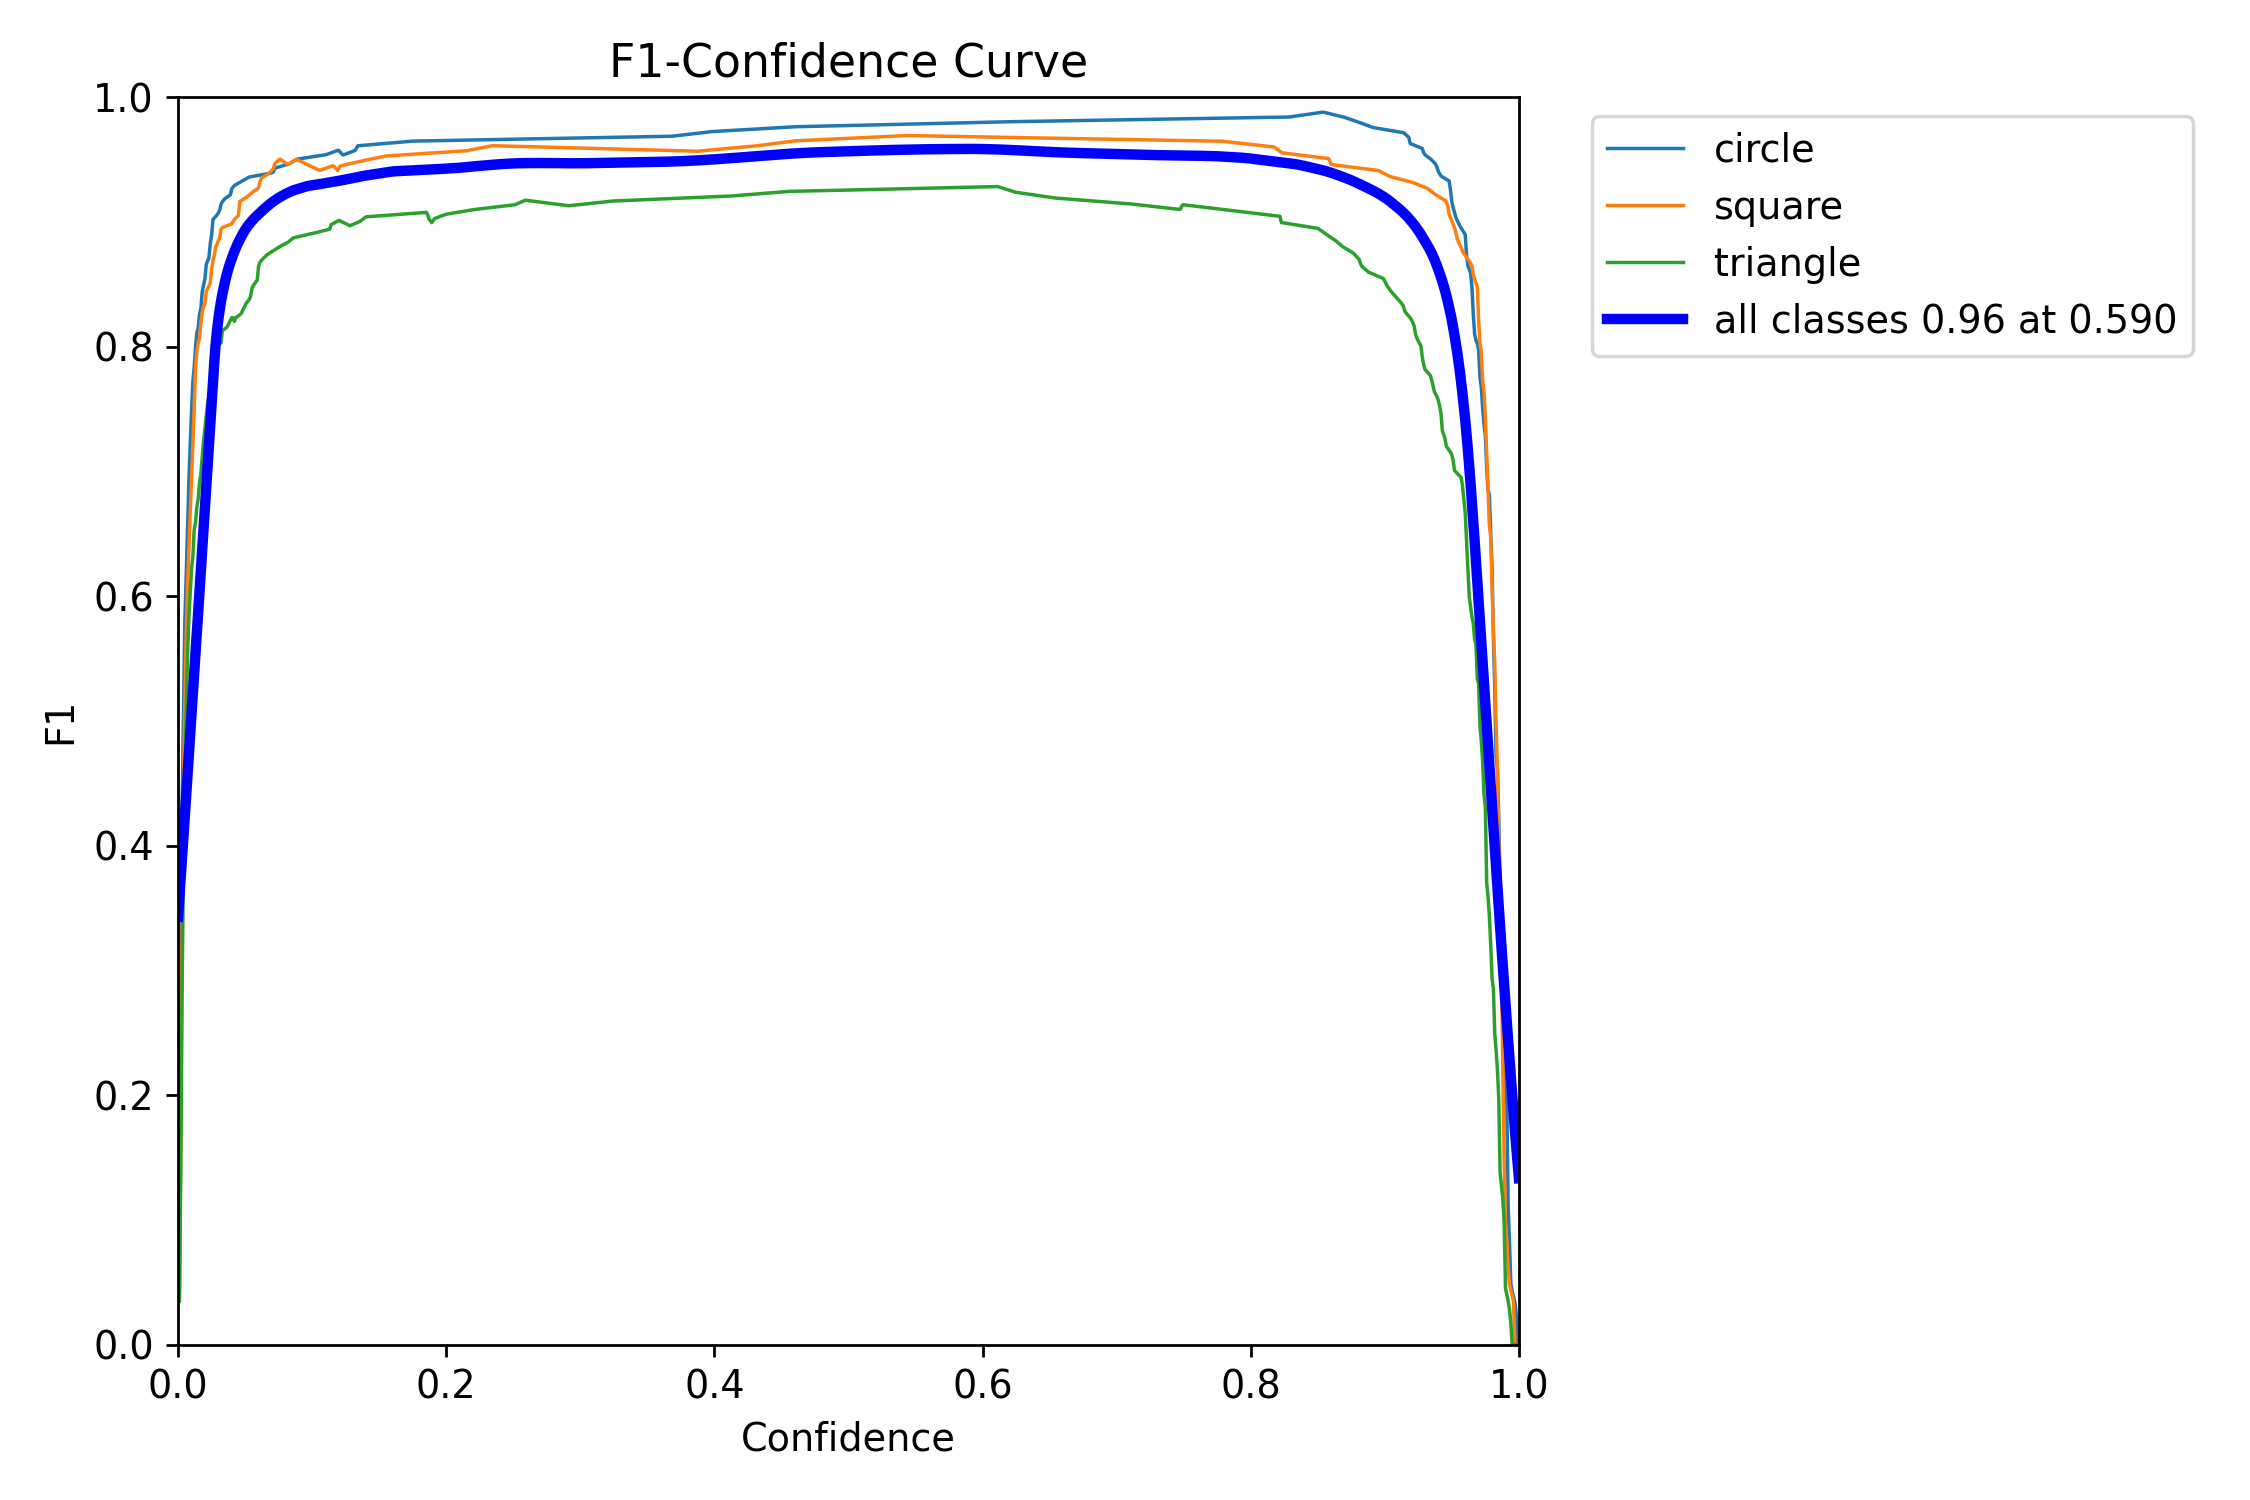 F1-Confidence Curve
1.0
0.8
0.6
0.4
0.2
0.0
F1
0.0 0.2 0.4 0.6 0.8 1.0
Confidence
circle
square
triangle
all classes 0.96 at 0.590